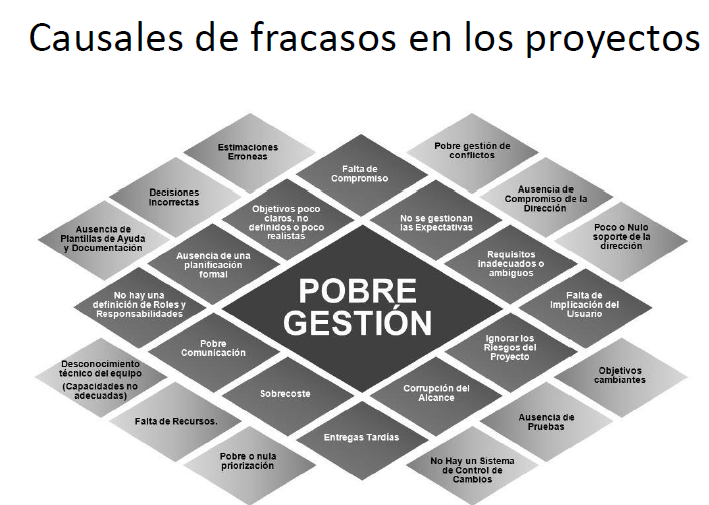 Causales de fracasos en los proyectos
Estimaciones
Erroneas
Pobre gestión de
conflictos
Falta de
Compromiso
Decisiones
Incorrectas
Ausencia de
Compromiso de la
Dirección
Objetivos poco
claros, no
definidos o poco
realistas
No se gestionan
las Expectativas
Ausencia de
Plantillas de Ayuda
y Documentación
Poco o Nulo
soporte de la
dirección
Ausencia de una
planificación
formal
Requisitos
inadecuados o
ambiguos
POBRE
GESTIÓN
No hay una
definición de Roles y
Responsabilidades
Falta de
Implicación del
Usuario
Pobre
Comunicación
Ignorar los
Riesgos del
Proyecto
Desconocimiento
técnico del equipo
(Capacidades no
adecuadas)
Objetivos
cambiantes
Sobrecoste
Corrupción del
Alcance
Falta de Recursos.
Ausencia de
Pruebas
Entregas Tardías
Pobre o nula
priorización
No Hay un Sistema
de Control de
Cambios